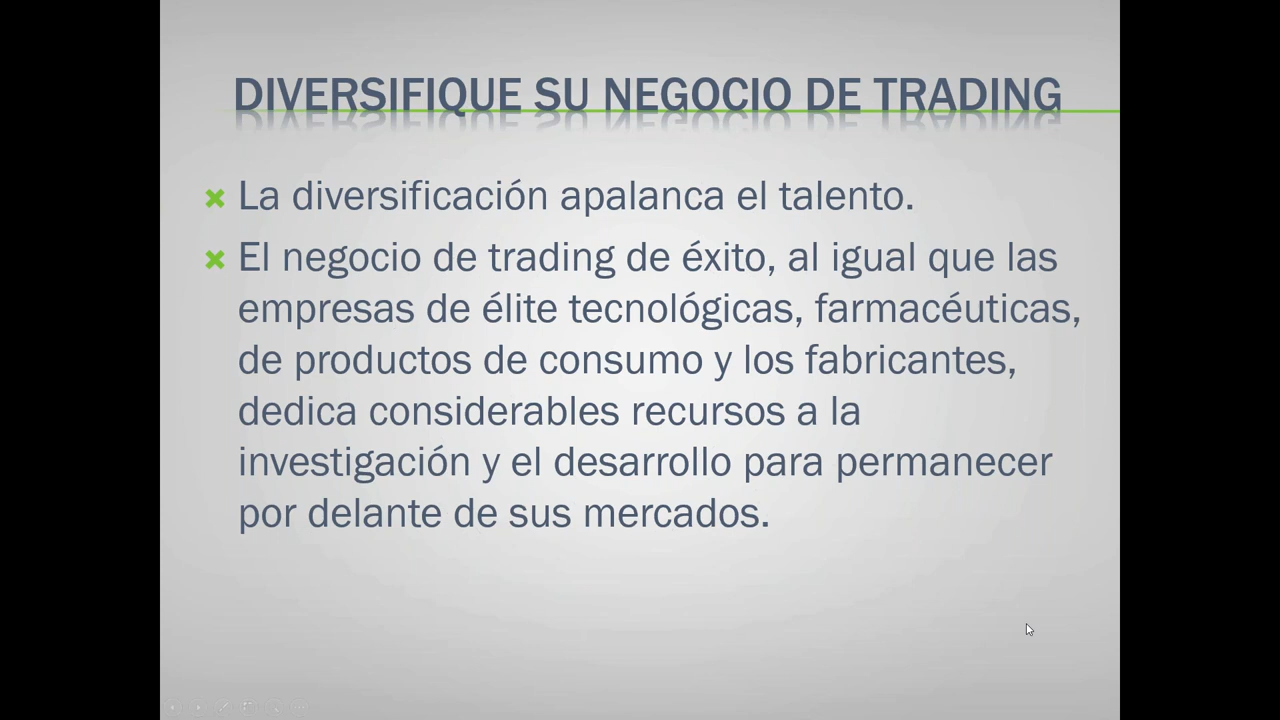 DIVERSIFIQUE SU NEGOCIO DE TRADING
La diversificación apalanca el talento.
El negocio de trading de éxito, al igual que las
empresas de élite tecnológicas, farmacéuticas,
de productos de consumo y los fabricantes,
dedica considerables recursos a la
investigación y el desarrollo para permanecer
por delante de sus mercados.